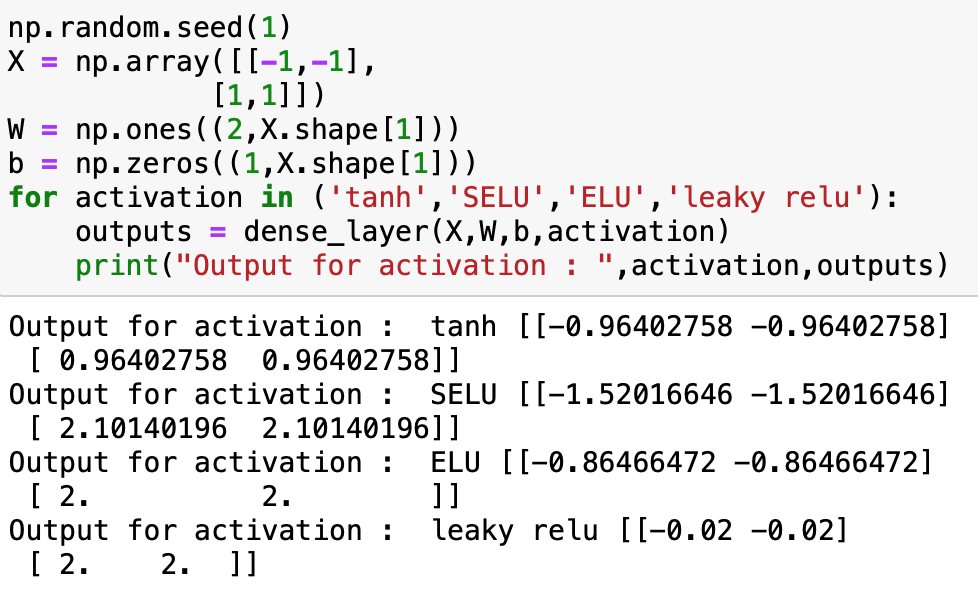 np.random.seed(1)
X = np.array([[-1,-1],
[1,1]])
W = np.ones((2,X.shape[1]))
b = np.zeros((1,X.shape[1]))
for activation in ('tanh','SELU','ELU','leaky relu'):
outputs = dense_layer(X,W,b,activation)
print("Output for activation : ",activation,outputs)
Output for activation :  tanh [[-0.96402758 -0.96402758]
[ 0.96402758  0.96402758]]
Output for activation :  SELU [[-1.52016646 -1.52016646]
[ 2.10140196  2.10140196]]
Output for activation :  ELU [[-0.86466472 -0.86466472]
[ 2.          2.        ]]
Output for activation :  leaky relu [[-0.02 -0.02]
[ 2.    2.  ]]